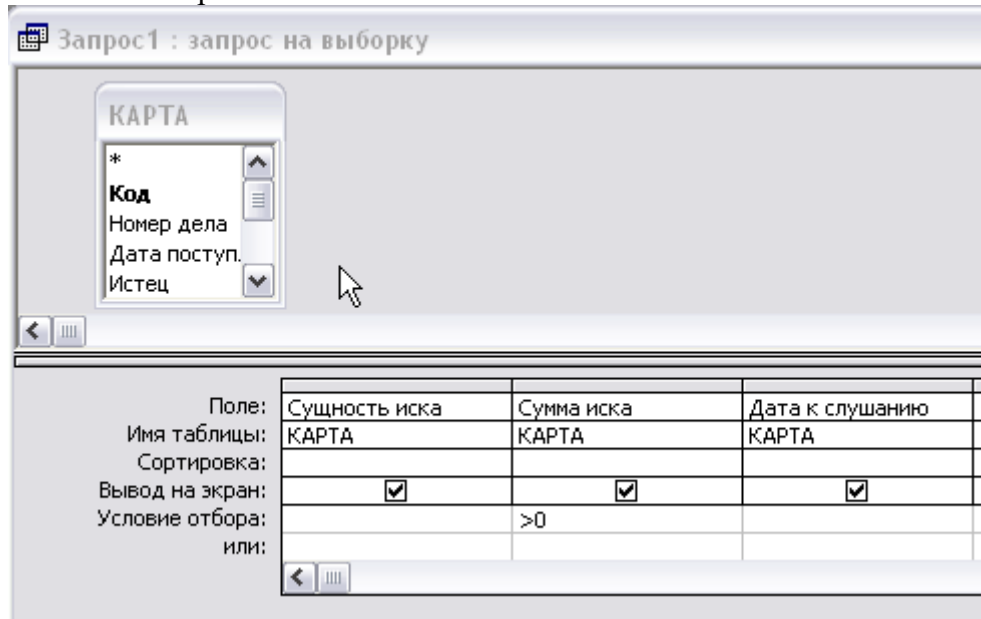 Запрос1 : запрос на выборку
КАРТА
*
Код
Номер дела
Дата поступ.
Истец
Поле: Сущность иска Сумма иска Дата к слушанию
Имя таблицы: КАРТА КАРТА КАРТА
Сортировка:
Вывод на экран:
Условие отбора: >0
или: